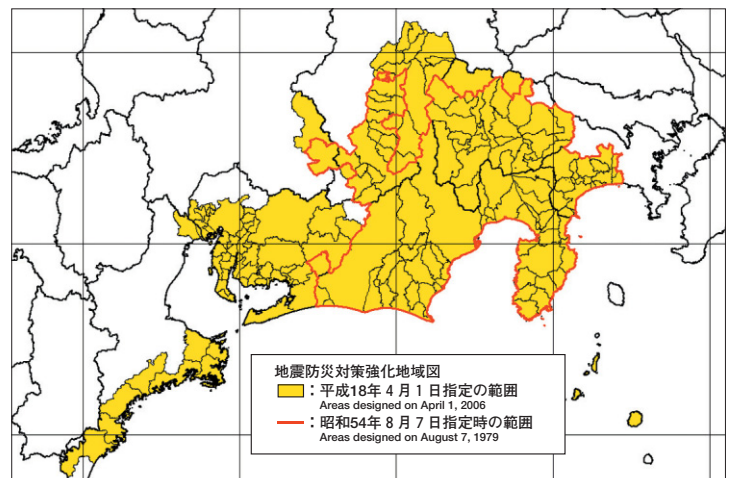 地震防災対策強化地域図
：平成18年4月1日指定の範囲
Areas designed on April 1, 2006
：昭和54年8月7日指定時の範囲
Areas designed on August 7, 1979